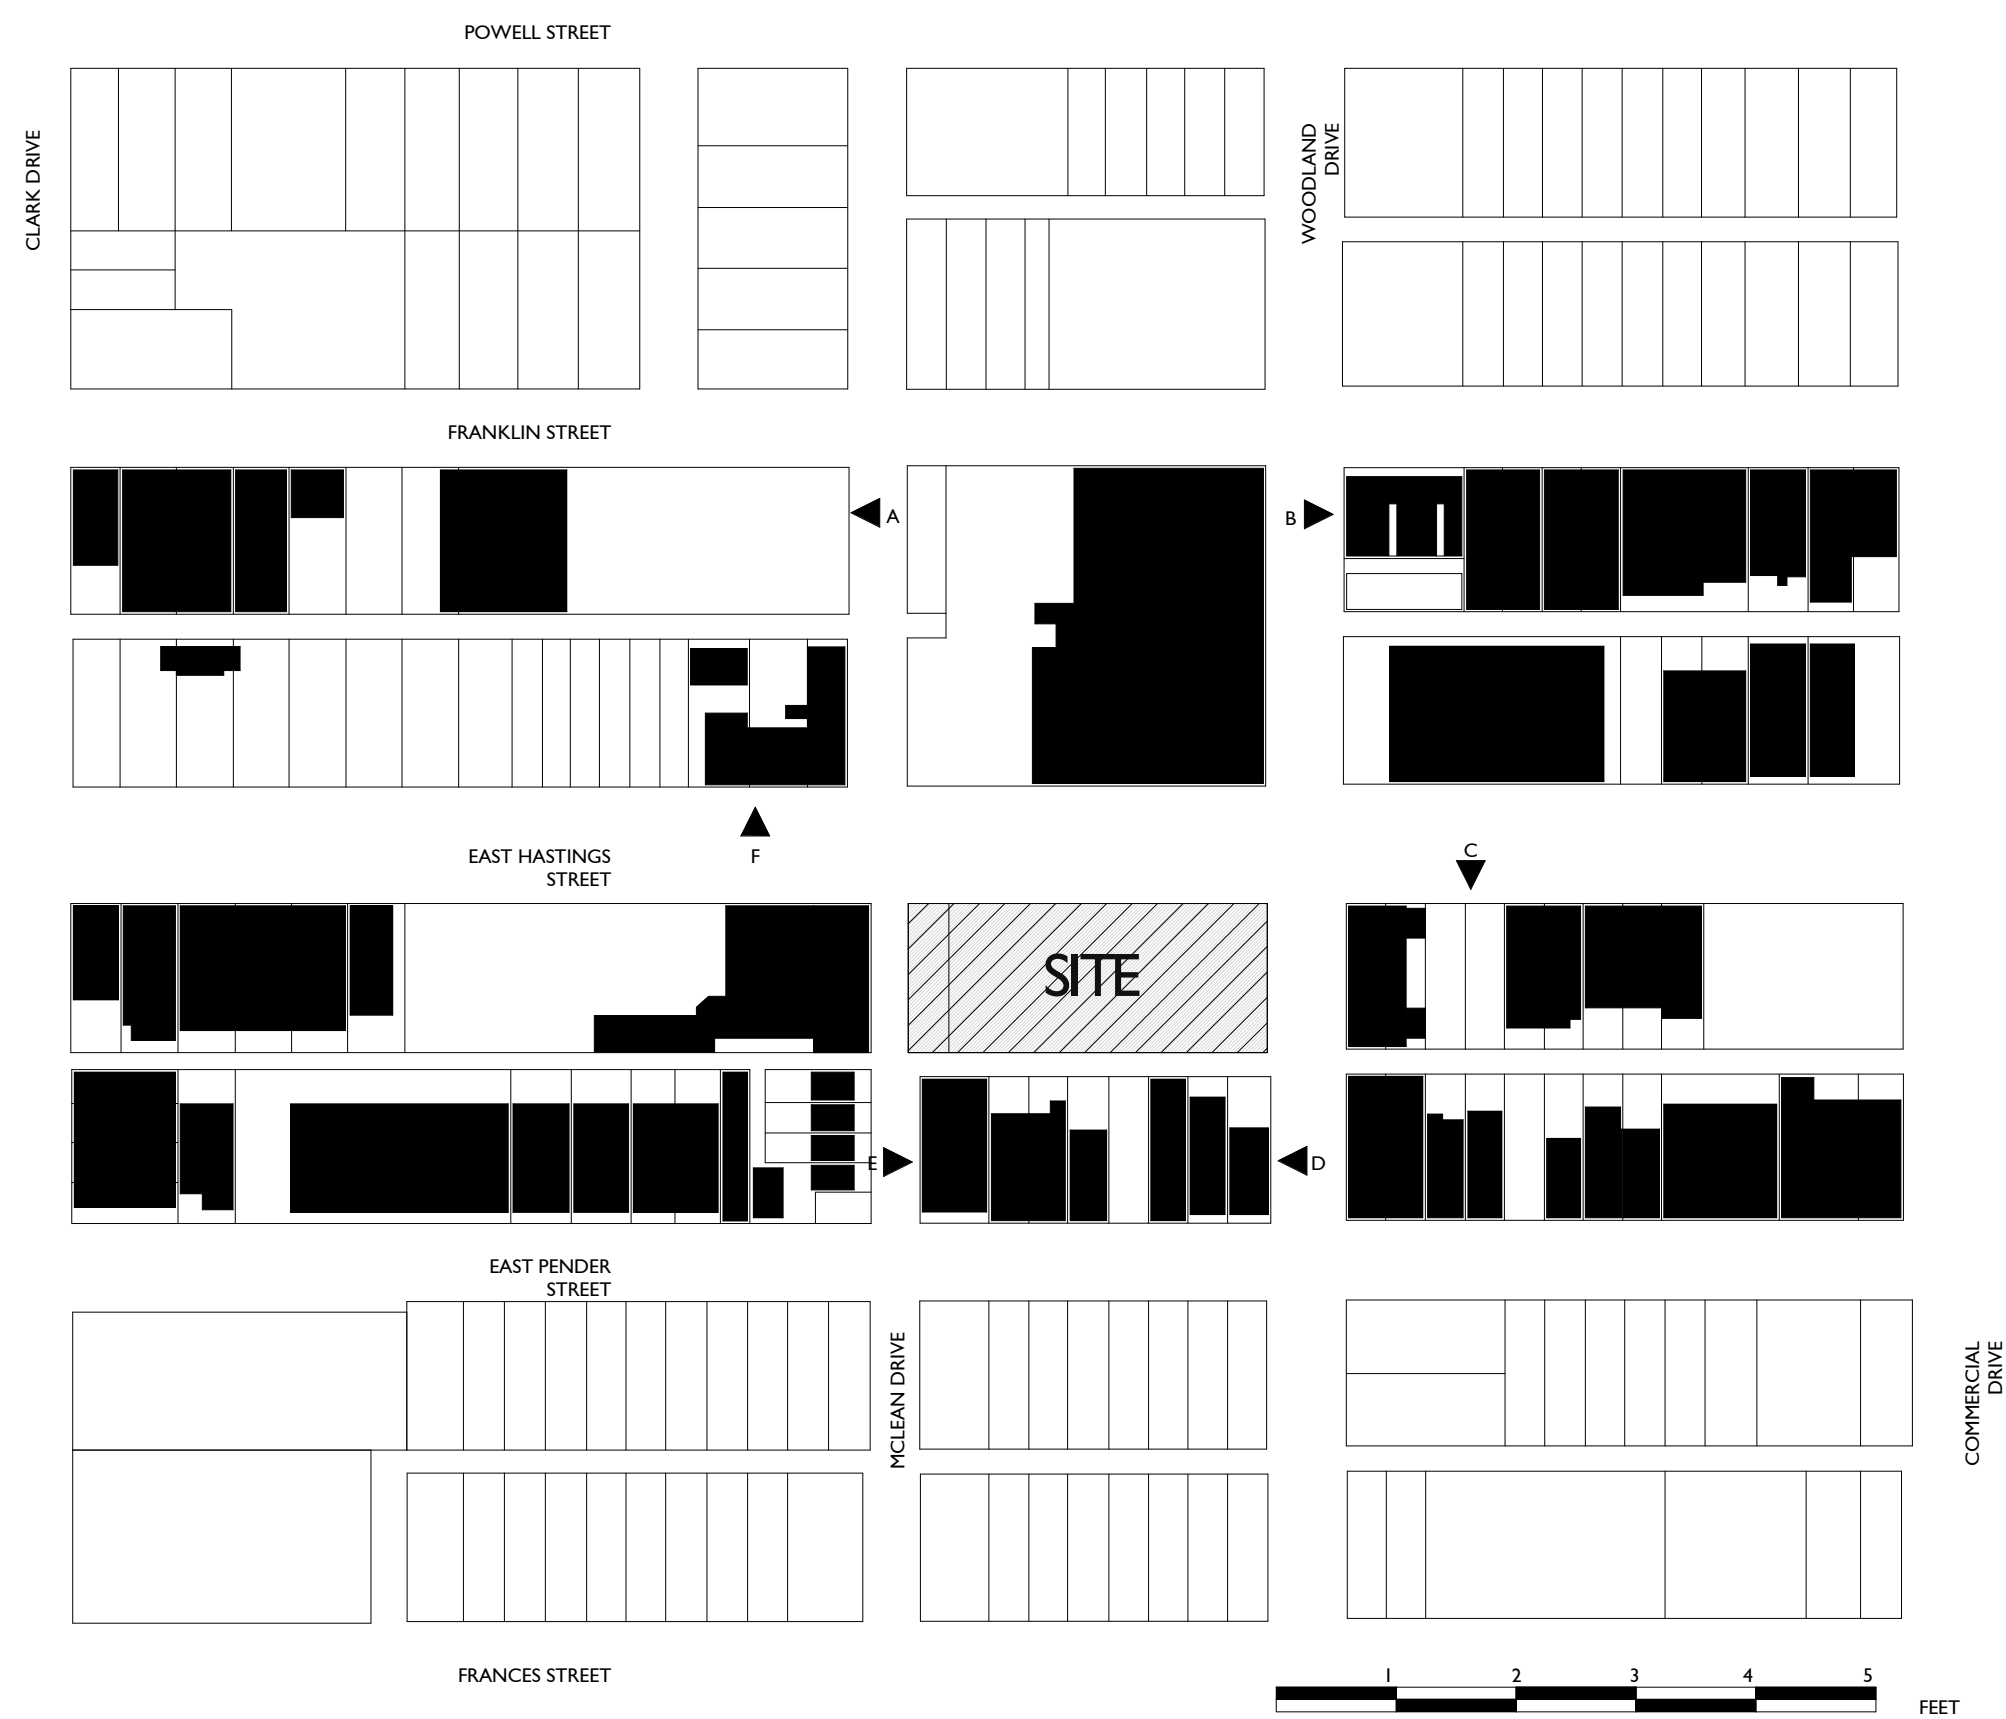 POWELL STREET
CLARK DRIVE
WOODLAND
DRIVE
FRANKLIN STREET
A
B
F
C
EAST HASTINGS
STREET
SITE
E
D
EAST PENDER
STREET
MCLEAN DRIVE
COMMERCIAL
DRIVE
FRANCES STREET
1 2 3 4 5
FEET